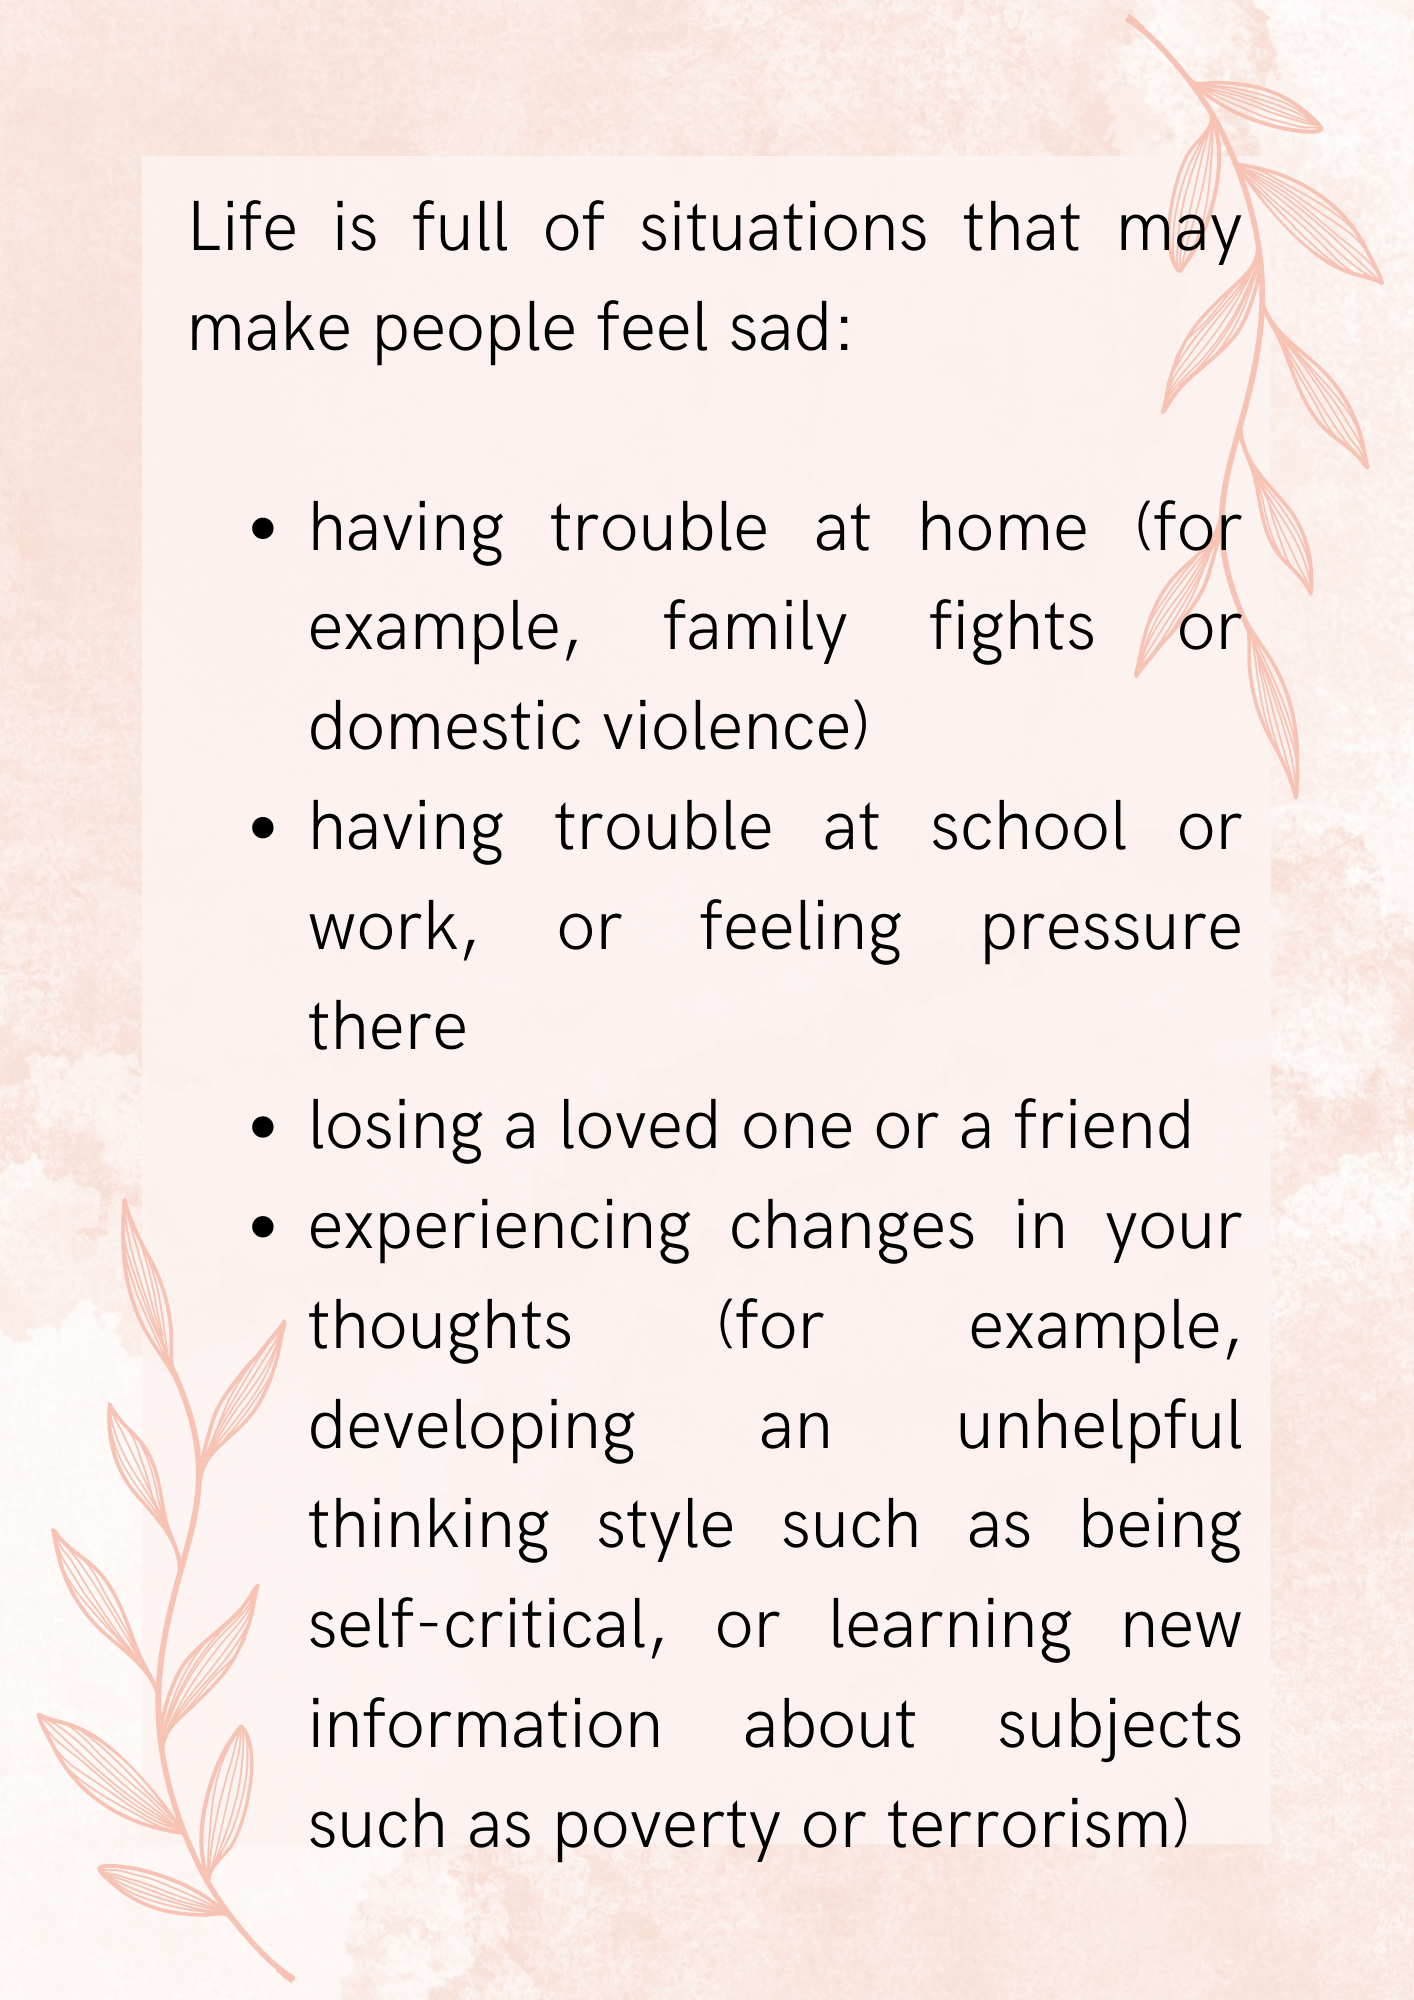 Life is full of situations that may
make people feel sad:
• having trouble at home (for
example, family fights or
domestic violence)
• having trouble at school or
work, or feeling pressure
there
• losing a loved one or a friend
• experiencing changes in your
thoughts (for example,
developing an unhelpful
thinking style such as being
self-critical, or learning new
information about subjects
such as poverty or terrorism)